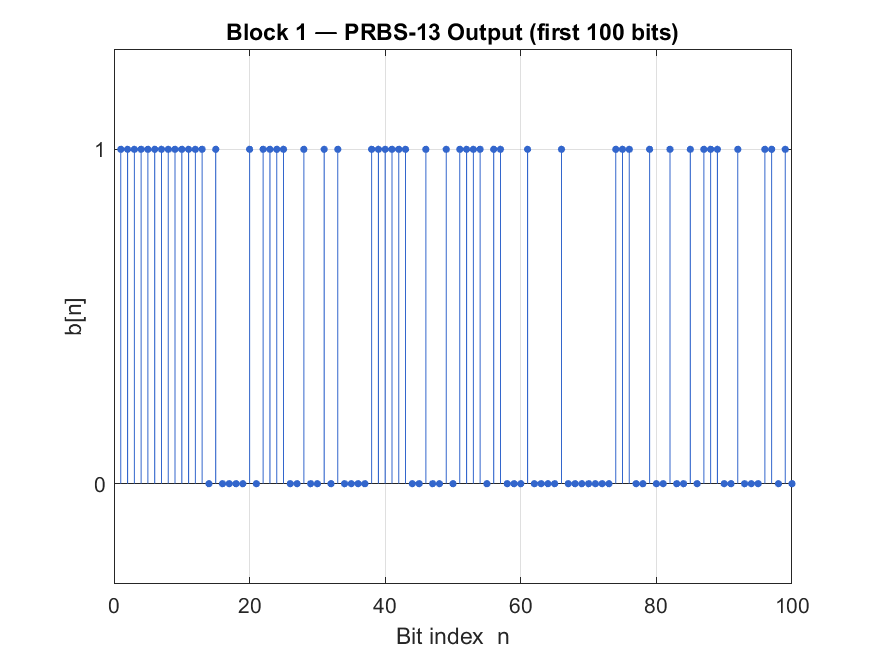 Block 1 — PRBS-13 Output (first 100 bits)
1
b[n]
0
0 20 40 60 80 100
Bit index n